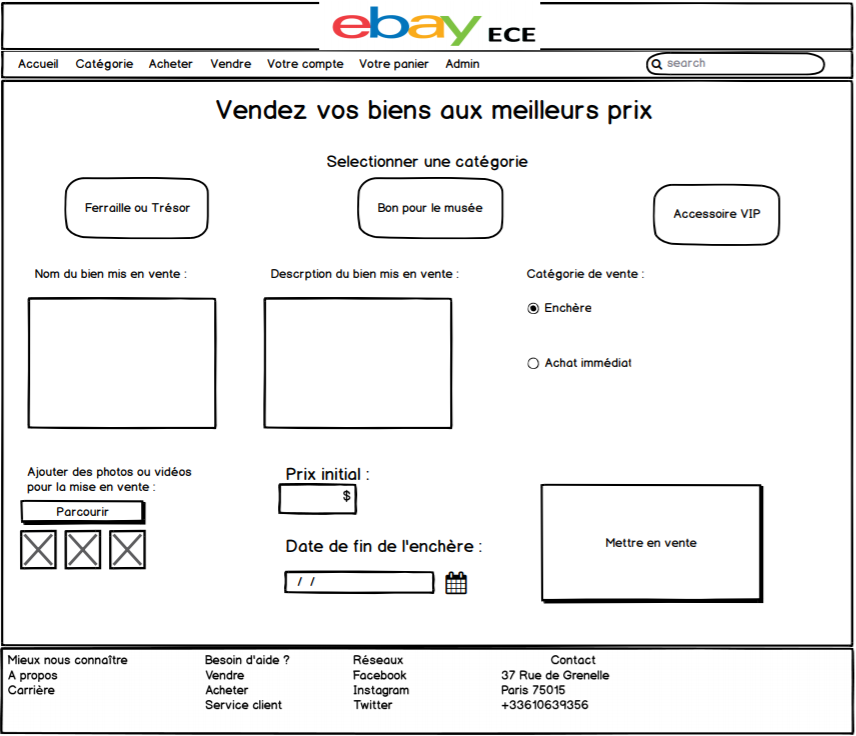 ebay ECE
Accueil Catégorie Acheter Vendre Votre compte Votre panier Admin search
Vendez vos biens aux meilleurs prix
Selectionner une catégorie
Ferraille ou Trésor
Bon pour le musée
Accessoire VIP
Nom du bien mis en vente :
Descrption du bien mis en vente :
Catégorie de vente :
Enchère
Achat immédiat
Ajouter des photos ou vidéos
pour la mise en vente :
Parcourir
Prix initial :
$
Date de fin de l'enchère :
/ /
Mettre en vente
Mieux nous connaître
A propos
Carrière
Besoin d'aide ?
Vendre
Acheter
Service client
Réseaux
Facebook
Instagram
Twitter
Contact
37 Rue de Grenelle
Paris 75015
+33610639356